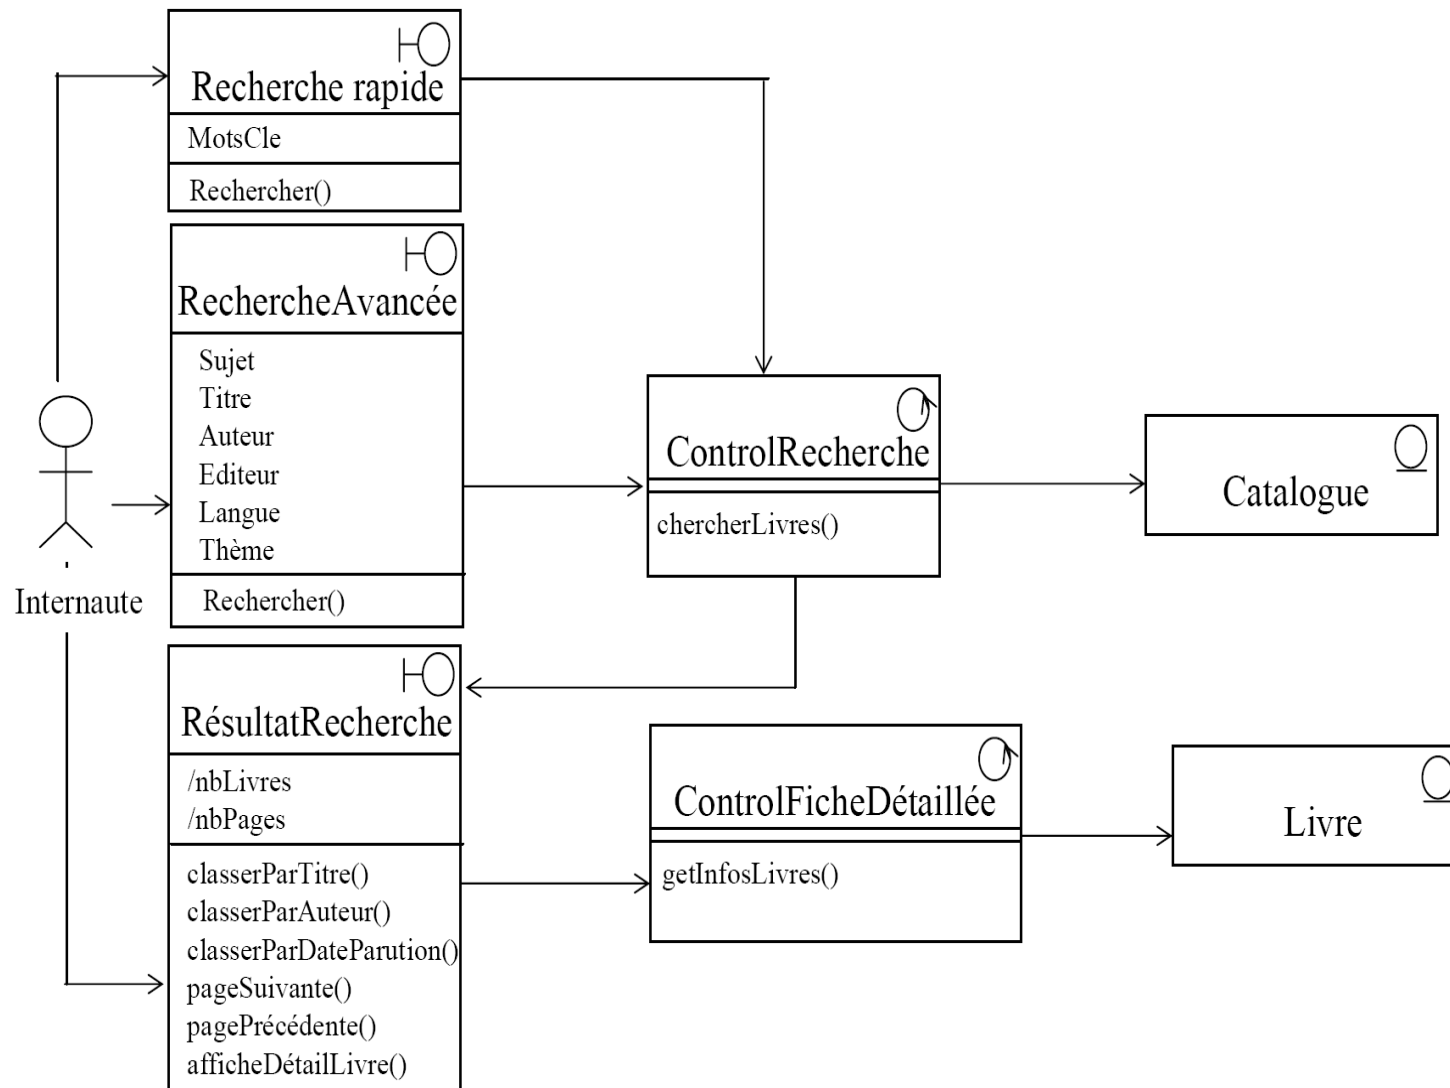 Recherche rapide
MotsCle
Rechercher()
RechercheAvancée
Sujet
Titre
Auteur
Editeur
Langue
Thème
Rechercher()
Internaute
ControlRecherche
chercherLivres()
Catalogue
RésultatRecherche
/nbLivres
/nbPages
classerParTitre()
classerParAuteur()
classerParDateParution()
pageSuivante()
pagePrécédente()
afficheDétailLivre()
ControlFicheDétaillée
getInfosLivres()
Livre